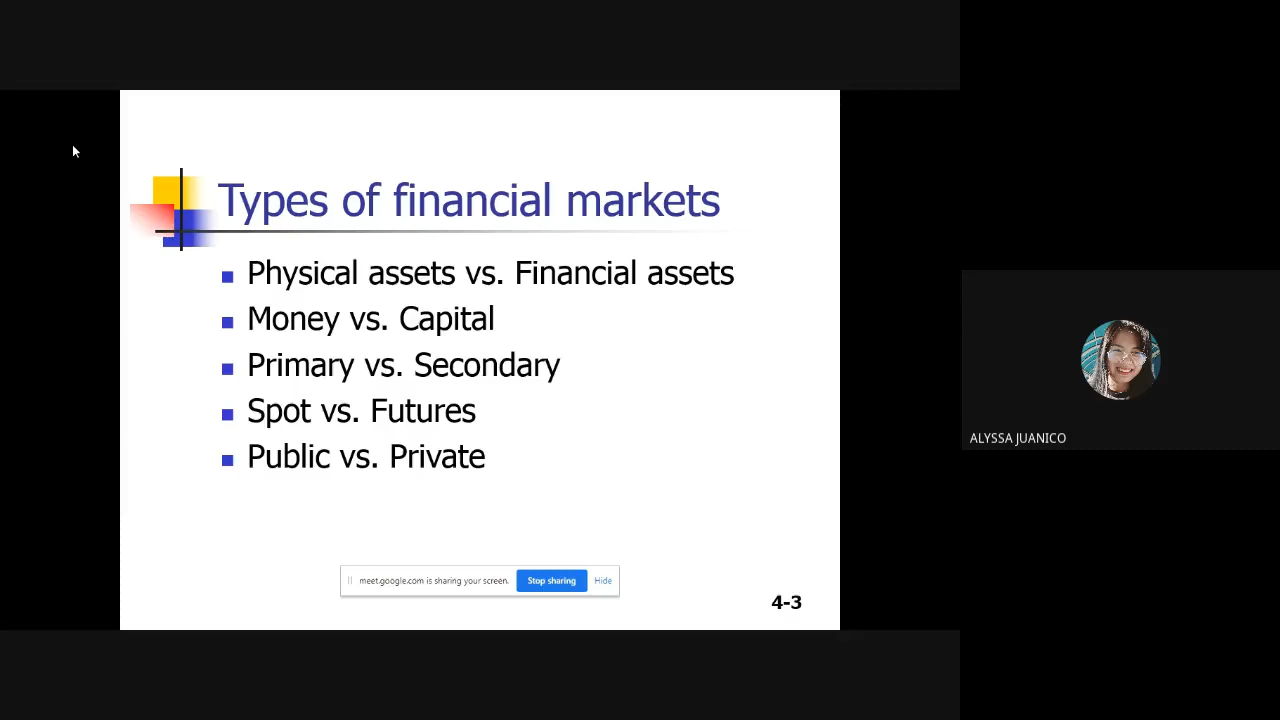 Types of financial markets
Physical assets vs. Financial assets
Money vs. Capital
Primary vs. Secondary
Spot vs. Futures
Public vs. Private
meet.google.com is sharing your screen. Stop sharing Hide
4-3
ALYSSA JUANICO